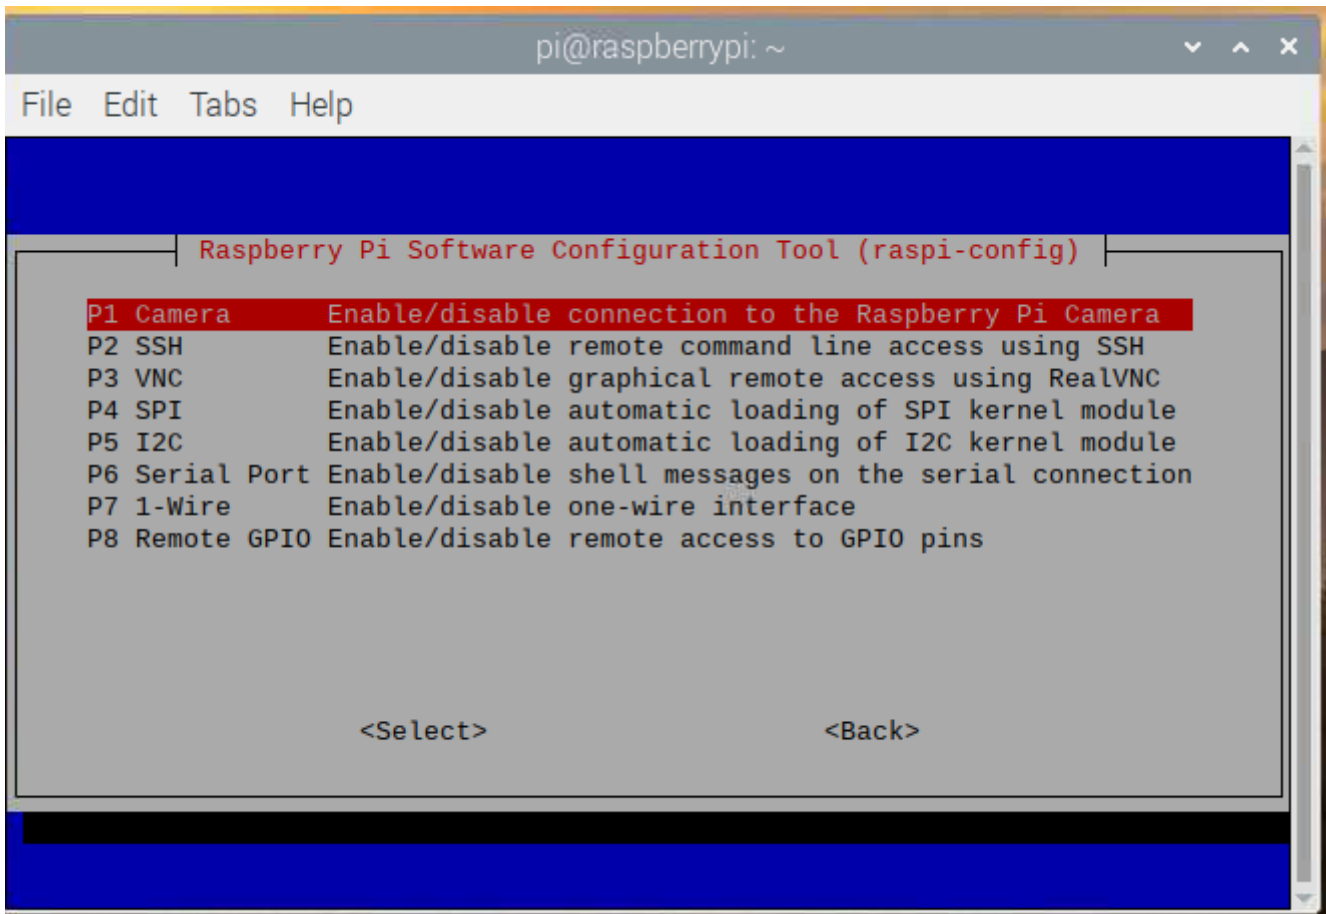 pi@raspberrypi: ~
File Edit Tabs Help
Raspberry Pi Software Configuration Tool (raspi-config)
P1 Camera Enable/disable connection to the Raspberry Pi Camera
P2 SSH Enable/disable remote command line access using SSH
P3 VNC Enable/disable graphical remote access using RealVNC
P4 SPI Enable/disable automatic loading of SPI kernel module
P5 I2C Enable/disable automatic loading of I2C kernel module
P6 Serial Port Enable/disable shell messages on the serial connection
P7 1-Wire Enable/disable one-wire interface
P8 Remote GPIO Enable/disable remote access to GPIO pins
<Select> <Back>